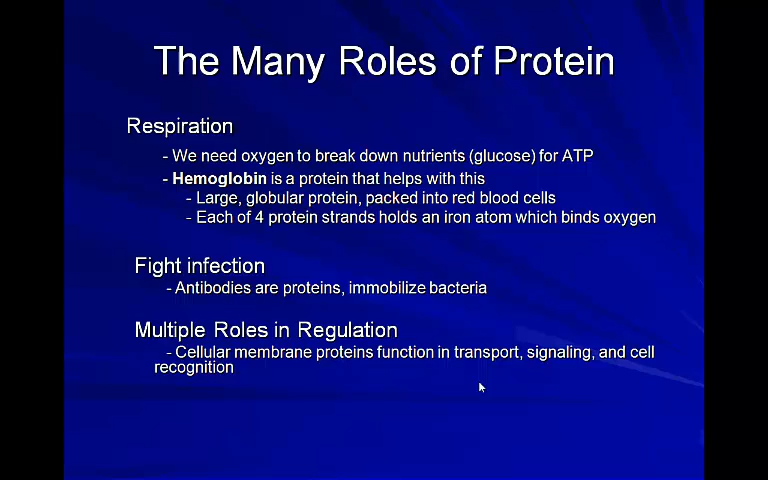 The Many Roles of Protein
Respiration
- We need oxygen to break down nutrients (glucose) for ATP
- Hemoglobin is a protein that helps with this
- Large, globular protein, packed into red blood cells
- Each of 4 protein strands holds an iron atom which binds oxygen
Fight infection
- Antibodies are proteins, immobilize bacteria
Multiple Roles in Regulation
- Cellular membrane proteins function in transport, signaling, and cell
recognition